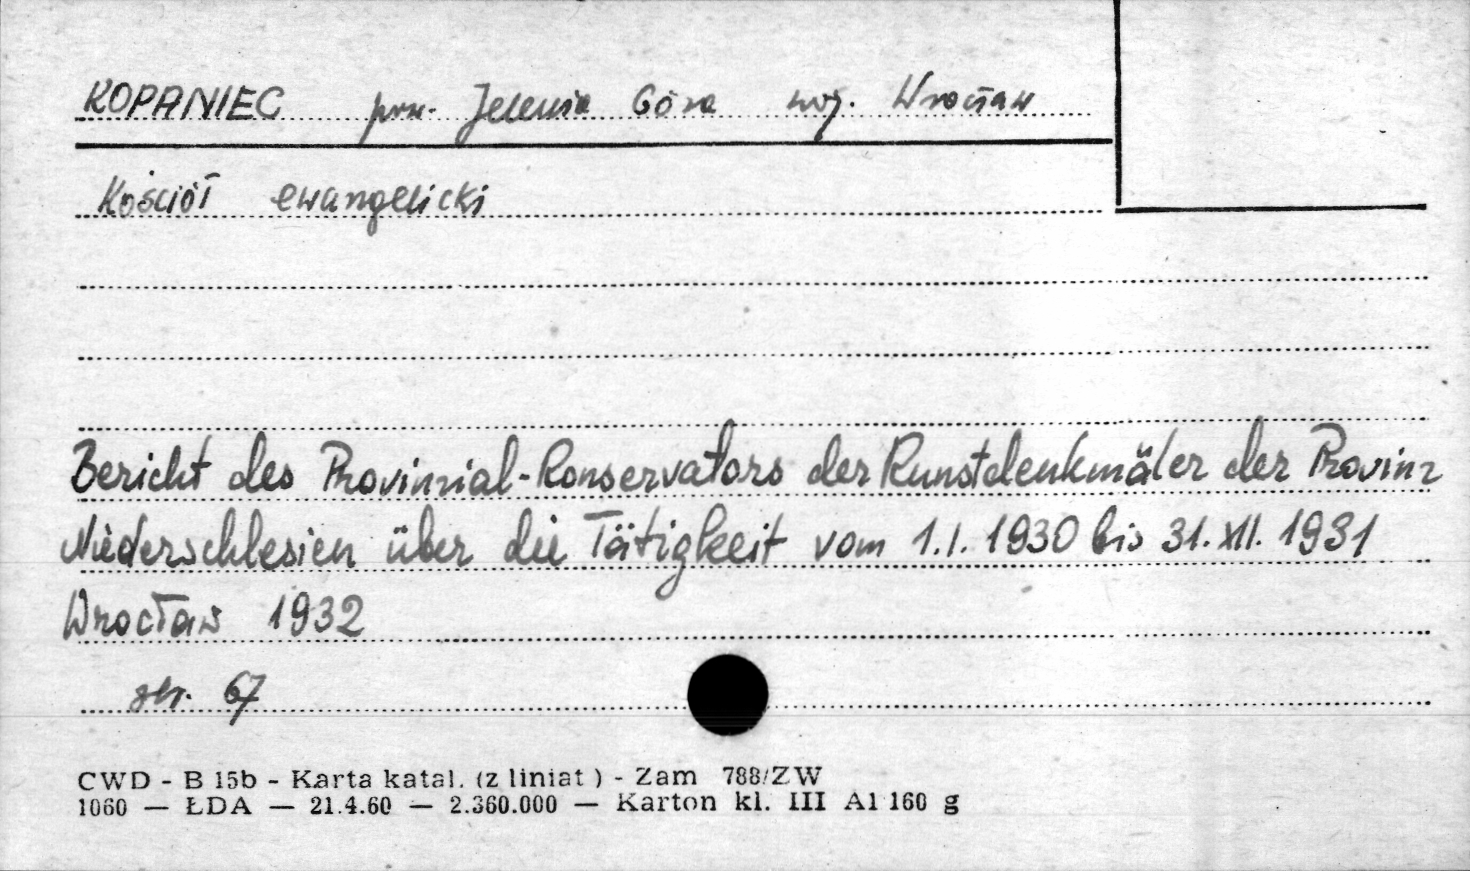 KOPANIEC pow. Jelenia Góra woj. Wrocław
Kościół ewangelicki
Bericht des Provinzial-Konservators der Kunstdenkmäler der Provinz
Niederschlesien über die Tätigkeit vom 1.I. 1930 bis 31.XII. 1931
Wrocław 1932
str. 67
CWD - B 15b - Karta katal. (z liniat ) - Zam 788/ZW
1060 — ŁDA — 21.4.60 — 2.360.000 — Karton kl. III A1 160 g